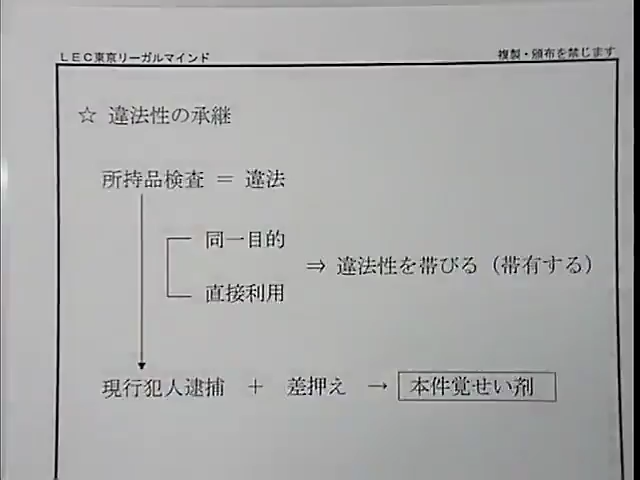 LEC東京リーガルマインド
複製・頒布を禁じます
☆ 違法性の承継
所持品検査 = 違法
同一目的
⇒ 違法性を帯びる（帯有する）
直接利用
現行犯人逮捕 + 差押え → 本件覚せい剤